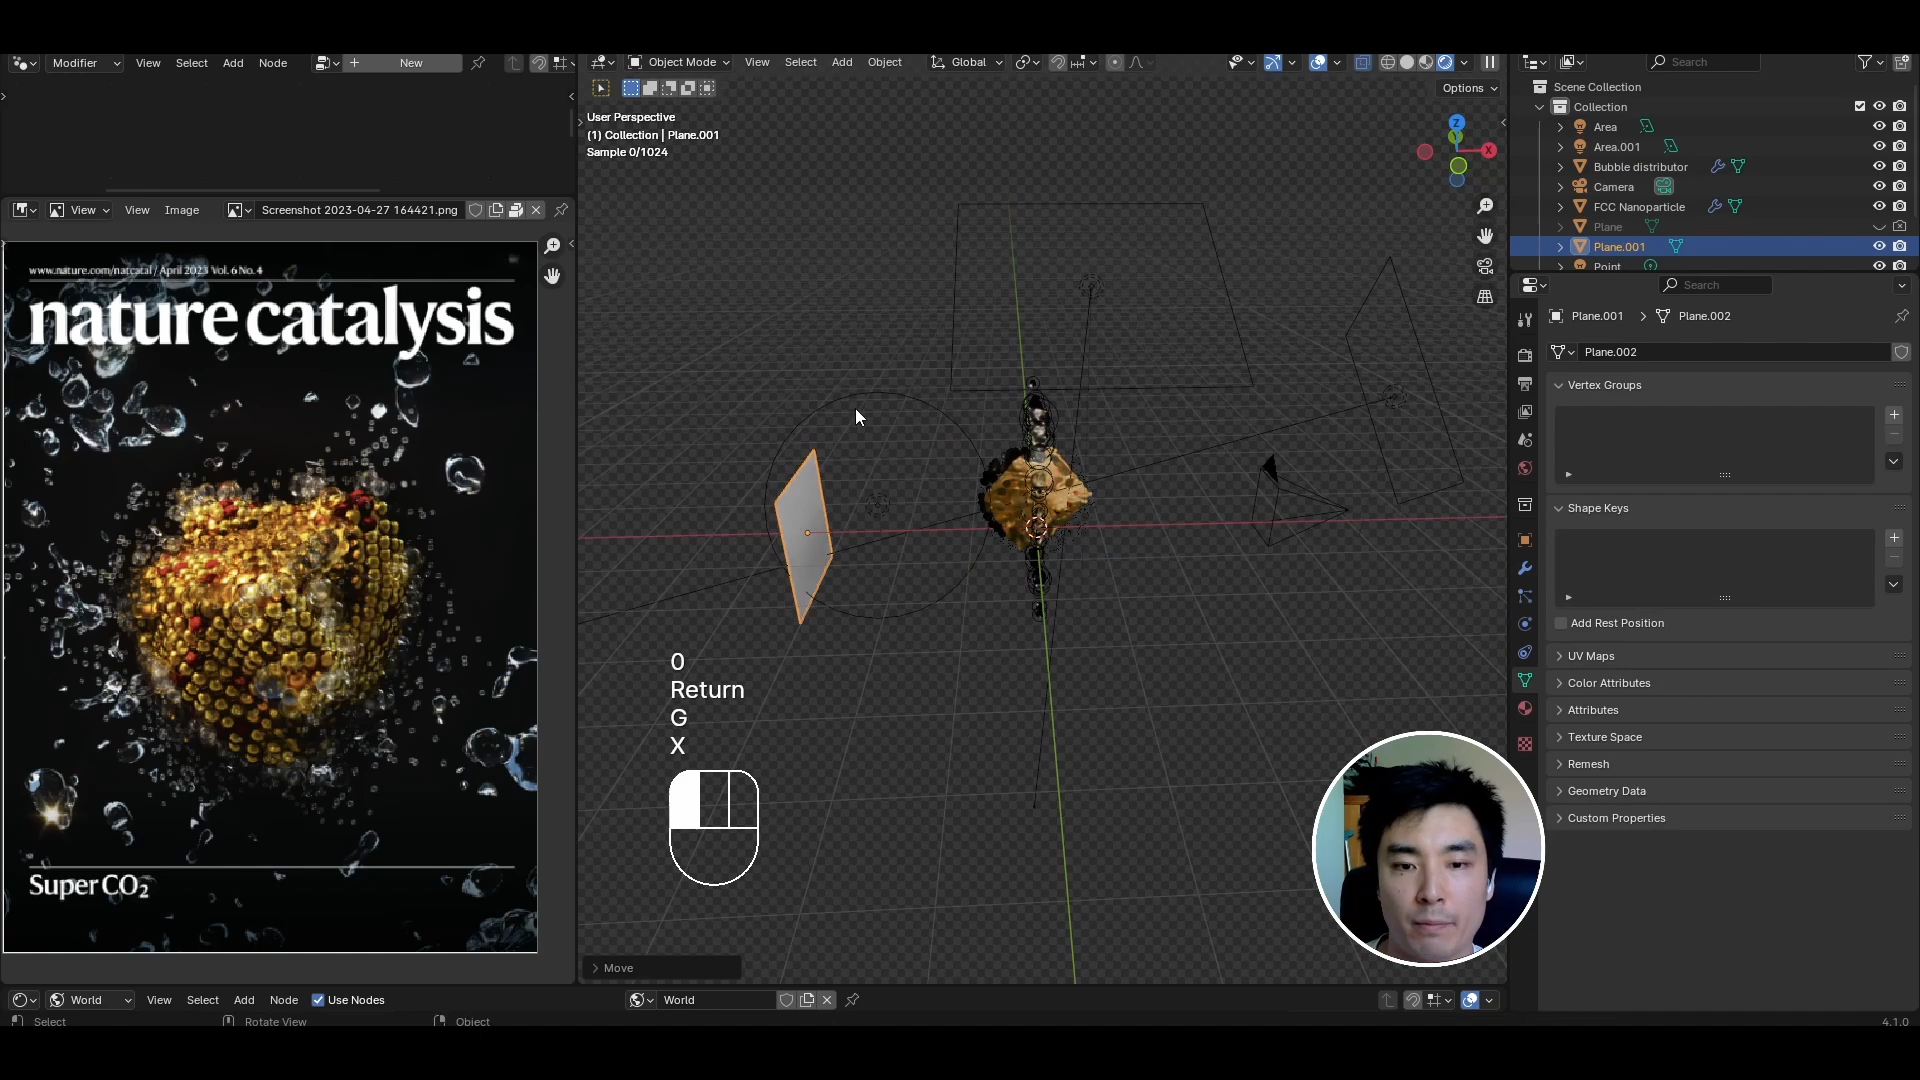 Modifier View Select Add Node New
Object Mode View Select Add Object Global
Search
Options
User Perspective
(1) Collection | Plane.001
Sample 0/1024
Z
X
Scene Collection
Collection
Area
Area.001
Bubble distributor
Camera
FCC Nanoparticle
Plane
Plane.001
Point
View View Image Screenshot 2023-04-27 164421.png
www.nature.com/natcatal / April 2023 Vol. 6 No. 4
nature catalysis
Super CO₂
0
Return
G
X
Move
Search
Plane.001 Plane.002
Plane.002
Vertex Groups
Shape Keys
Add Rest Position
UV Maps
Color Attributes
Attributes
Texture Space
Remesh
Geometry Data
Custom Properties
World View Select Add Node Use Nodes World
Select Rotate View Object 4.1.0